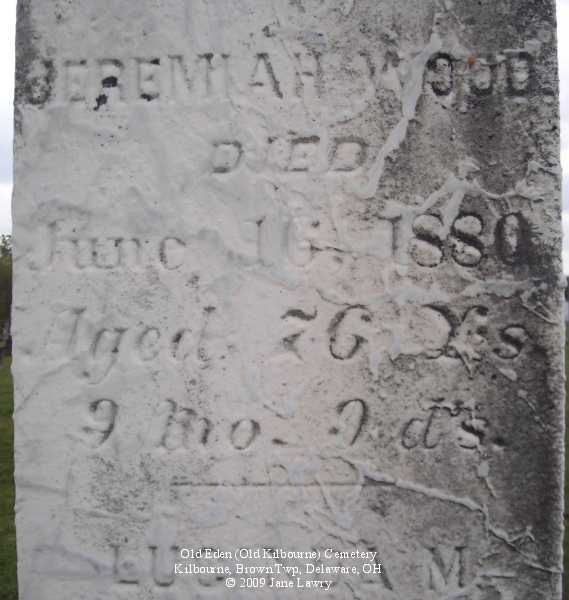 JEREMIAH WOOD
DIED
June 16, 1880
Aged 76 Y's
9 mo. 9 d's.
M.
Old Eden (Old Kilbourne) Cemetery
Kilbourne, Brown Twp, Delaware, OH
© 2009 Jane Lawry